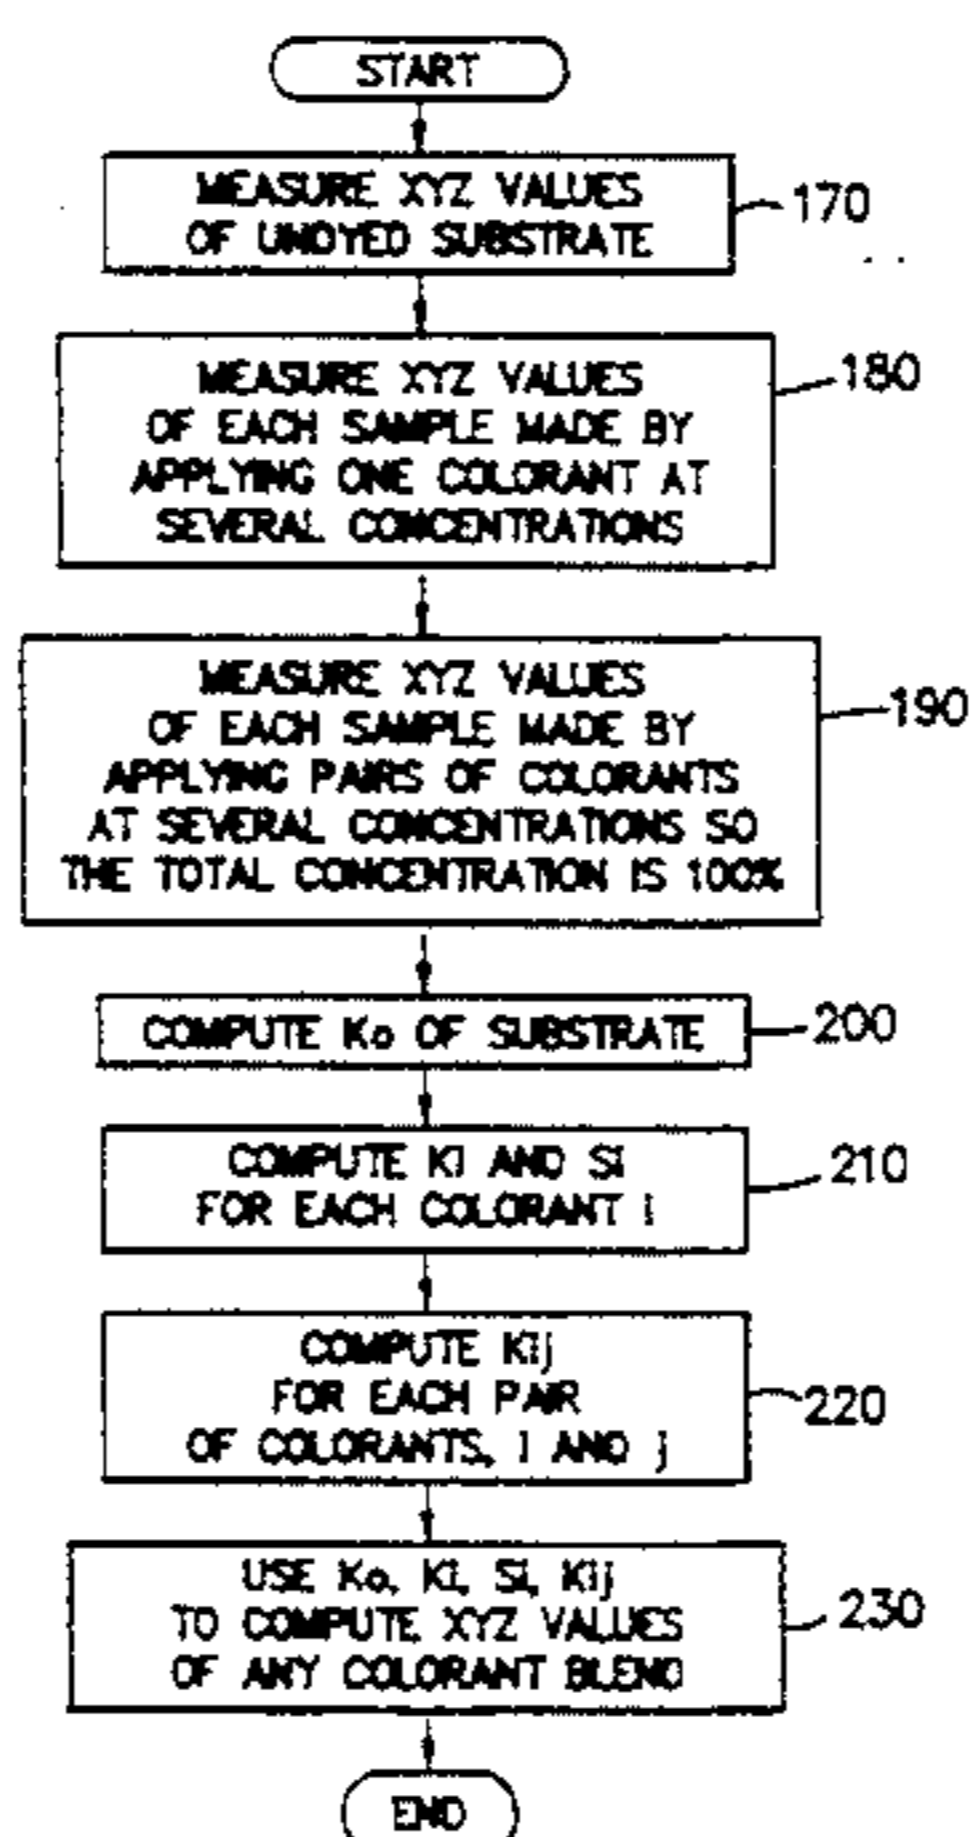 START
MEASURE XYZ VALUES
OF UNDYED SUBSTRATE
170
MEASURE XYZ VALUES
OF EACH SAMPLE MADE BY
APPLYING ONE COLORANT AT
SEVERAL CONCENTRATIONS
180
MEASURE XYZ VALUES
OF EACH SAMPLE MADE BY
APPLYING PAIRS OF COLORANTS
AT SEVERAL CONCENTRATIONS SO
THE TOTAL CONCENTRATION IS 100%
190
COMPUTE Ko OF SUBSTRATE
200
COMPUTE Ki AND Si
FOR EACH COLORANT i
210
COMPUTE Kij
FOR EACH PAIR
OF COLORANTS, i AND j
220
USE Ko, Ki, Si, Kij
TO COMPUTE XYZ VALUES
OF ANY COLORANT BLEND
230
END